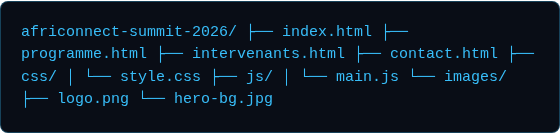 africonnect-summit-2026/ ├── index.html ├──
programme.html ├── intervenants.html ├── contact.html ├──
css/ │ └── style.css ├── js/ │ └── main.js └── images/
├── logo.png └── hero-bg.jpg